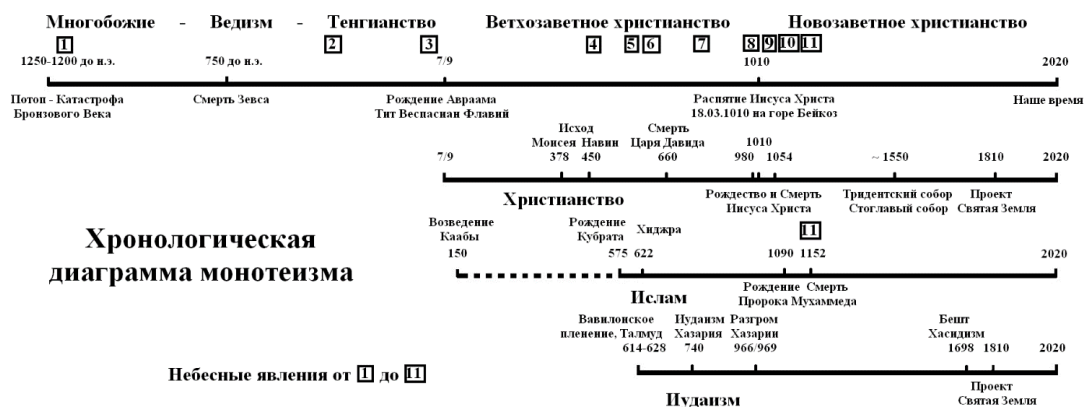 Многобожие - Ведизм - Тенгианство Ветхозаветное христианство Новозаветное христианство
1 2 3 4 5 6 7 8 9 10 11
1250-1200 до н.э. 750 до н.э. 7/9 1010 2020
Потоп - Катастрофа Смерть Зевса Рождение Авраама Распятие Иисуса Христа Наше время
Бронзового Века Тит Веспасиан Флавий 18.03.1010 на горе Бейкоз
Исход Смерть
Моисея Навин Царя Давида 1010
7/9 378 450 660 980 1054 ~ 1550 1810 2020
Рождество и Смерть Тридентский собор Проект
Христианство Иисуса Христа Стоглавый собор Святая Земля
Хронологическая
диаграмма монотеизма
Возведение Рождение Хиджра 11
Каабы Кубрата
150 575 622 1090 1152 2020
Рождение Смерть
Ислам Пророка Мухаммеда
Вавилонское Иудаизм Разгром Бешт
пленение, Талмуд Хазария Хазарии Хасидизм
614-628 740 966/969 1698 1810 2020
Небесные явления от 1 до 11
Проект
Иудаизм Святая Земля